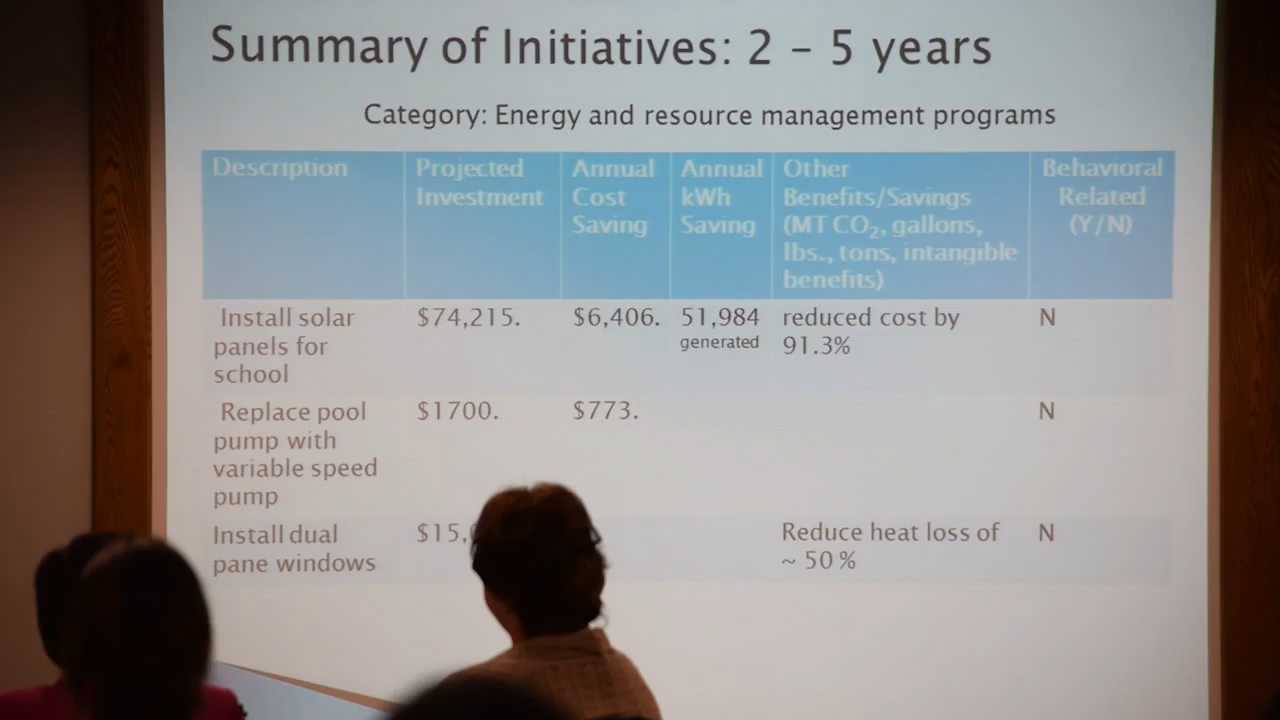 Summary of Initiatives: 2 – 5 years
Category: Energy and resource management programs
Description
Projected
Investment
Annual
Cost
Saving
Annual
kWh
Saving
Other
Benefits/Savings
(MT CO₂, gallons,
lbs., tons, intangible
benefits)
Behavioral
Related
(Y/N)
Install solar
panels for
school
$74,215.
$6,406.
51,984
generated
reduced cost by
91.3%
N
Replace pool
pump with
variable speed
pump
$1700.
$773.
N
Install dual
pane windows
Reduce heat loss of
~ 50 %
N